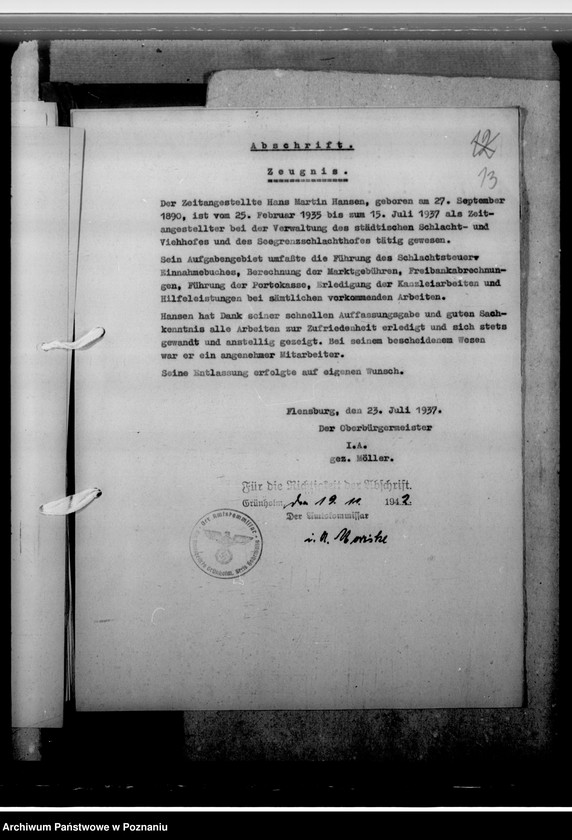 Abschrift.
12
13
Zeugnis.
Der Zeitangestellte Hans Martin Hansen, geboren am 27. September
1890, ist vom 25. Februar 1935 bis zum 15. Juli 1937 als Zeit-
angestellter bei der Verwaltung des städtischen Schlacht- und
Viehhofes und des Seegrenzschlachthofes tätig gewesen.
Sein Aufgabengebiet umfaßte die Führung des Schlachtsteuer-
Einnahmebuches, Berechnung der Marktgebühren, Freibankabrechnun-
gen, Führung der Portokasse, Erledigung der Kanzleiarbeiten und
Hilfeleistungen bei sämtlichen vorkommenden Arbeiten.
Hansen hat Dank seiner schnellen Auffassungsgabe und guten Sach-
kenntnis alle Arbeiten zur Zufriedenheit erledigt und sich stets
gewandt und anstellig gezeigt. Bei seinem bescheidenem Wesen
war er ein angenehmer Mitarbeiter.
Seine Entlassung erfolgte auf eigenen Wunsch.
Flensburg, den 23. Juli 1937.
Der Oberbürgermeister
I.A.
gez. Möller.
Für die Richtigkeit der Abschrift.
Grünheim, den 19. 11. 1942.
Der Amtskommissar
i. A.
Der Amtskommissar
Archiwum Państwowe w Poznaniu